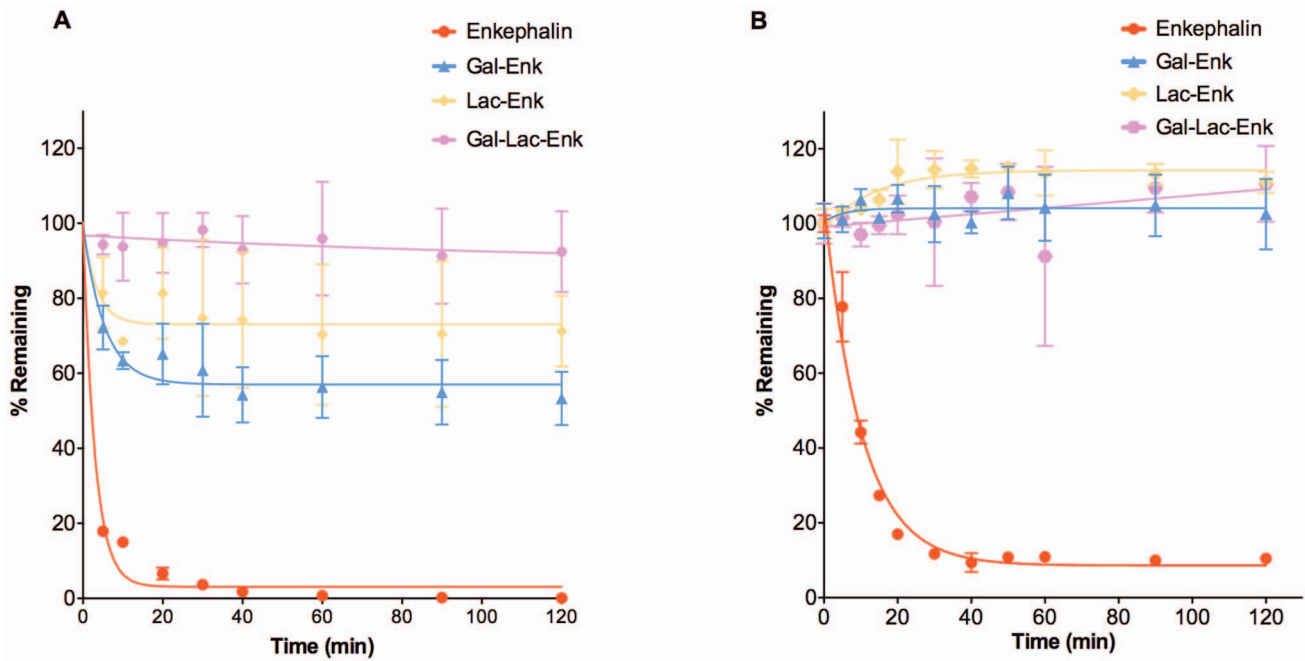 A
Enkephalin
Gal-Enk
Lac-Enk
Gal-Lac-Enk
% Remaining
120
100
80
60
40
20
0
0 20 40 60 80 100 120
Time (min)
B
Enkephalin
Gal-Enk
Lac-Enk
Gal-Lac-Enk
% Remaining
120
100
80
60
40
20
0
0 20 40 60 80 100 120
Time (min)